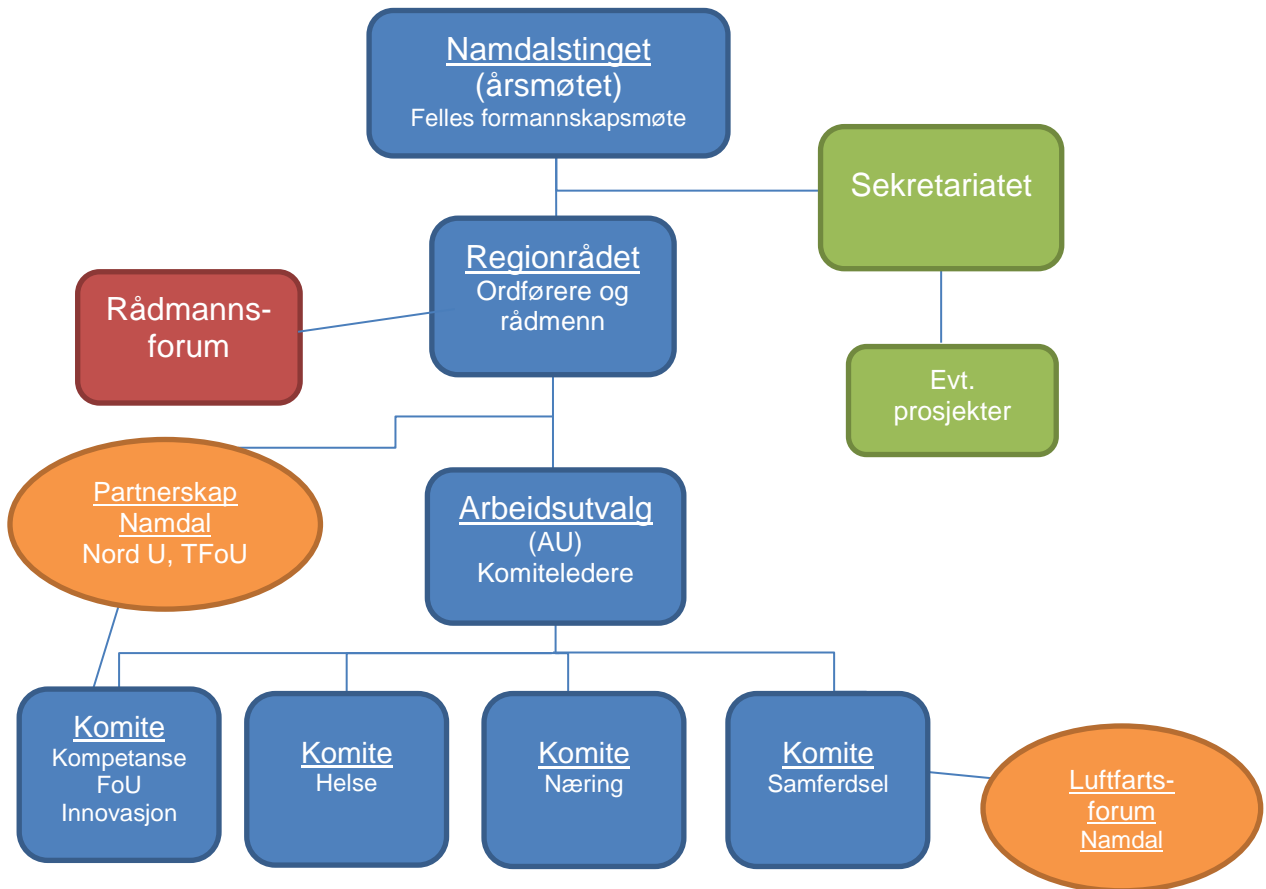 Namdalstinget
(årsmøtet)
Felles formannskapsmøte
Sekretariatet
Regionrådet
Ordførere og
rådmenn
Rådmanns-
forum
Evt.
prosjekter
Partnerskap
Namdal
Nord U, TFoU
Arbeidsutvalg
(AU)
Komiteledere
Komite
Kompetanse
FoU
Innovasjon
Komite
Helse
Komite
Næring
Komite
Samferdsel
Luftfarts-
forum
Namdal